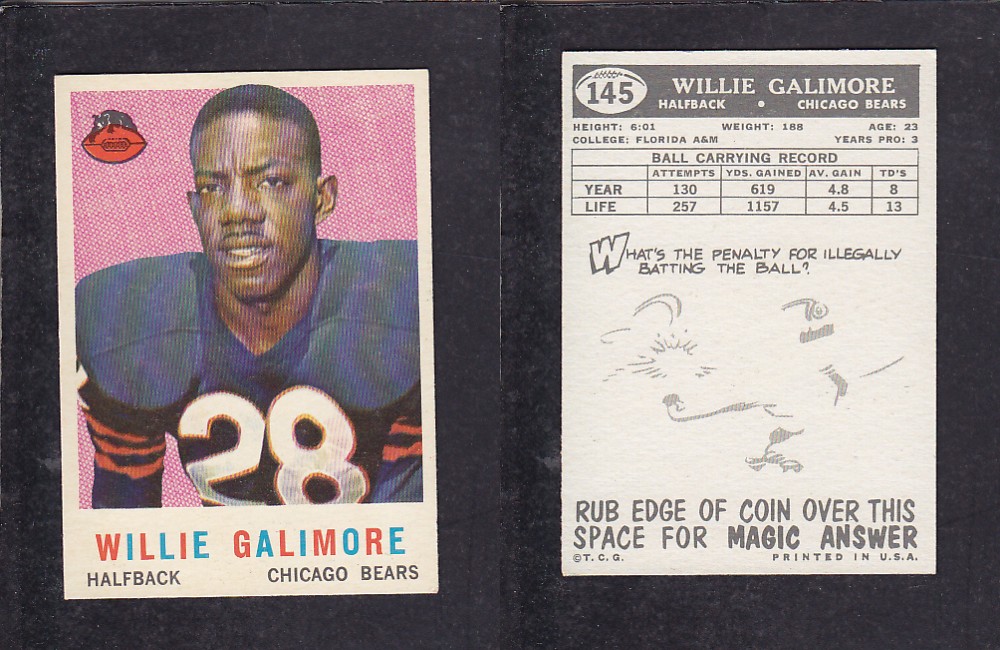 28
WILLIE GALIMORE
HALFBACK CHICAGO BEARS
145
WILLIE GALIMORE
HALFBACK • CHICAGO BEARS
HEIGHT: 6:01 WEIGHT: 188 AGE: 23
COLLEGE: FLORIDA A&M YEARS PRO: 3
BALL CARRYING RECORD
ATTEMPTS YDS. GAINED AV. GAIN TD'S
YEAR 130 619 4.8 8
LIFE 257 1157 4.5 13
WHAT'S THE PENALTY FOR ILLEGALLY
BATTING THE BALL?
RUB EDGE OF COIN OVER THIS
SPACE FOR MAGIC ANSWER
©T.C.G. PRINTED IN U.S.A.